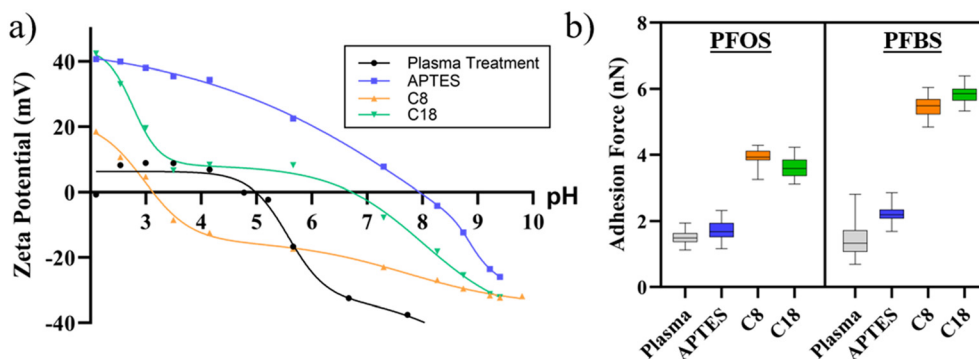 a)
Zeta Potential (mV)
40
20
0
-20
-40
3 4 5 6 7 8 9 10
pH
Plasma Treatment
APTES
C8
C18
b)
Adhesion Force (nN)
8
6
4
2
0
PFOS PFBS
Plasma APTES C8 C18 Plasma APTES C8 C18